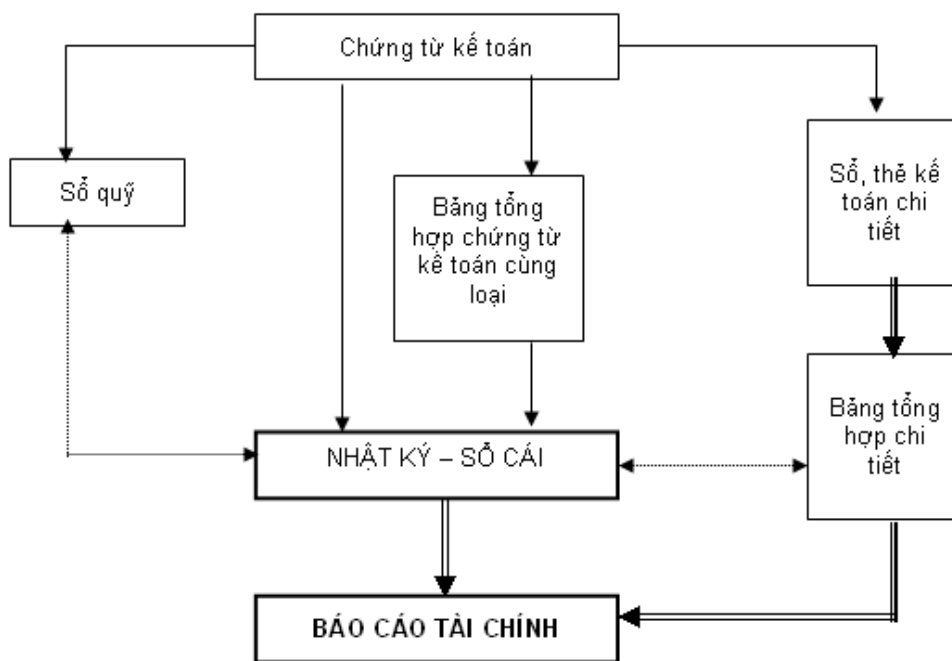 Chứng từ kế toán
Sổ quỹ
Bảng tổng
hợp chứng từ
kế toán cùng
loại
Sổ, thẻ kế
toán chi
tiết
Bảng tổng
hợp chi
tiết
NHẬT KÝ – SỔ CÁI
BÁO CÁO TÀI CHÍNH